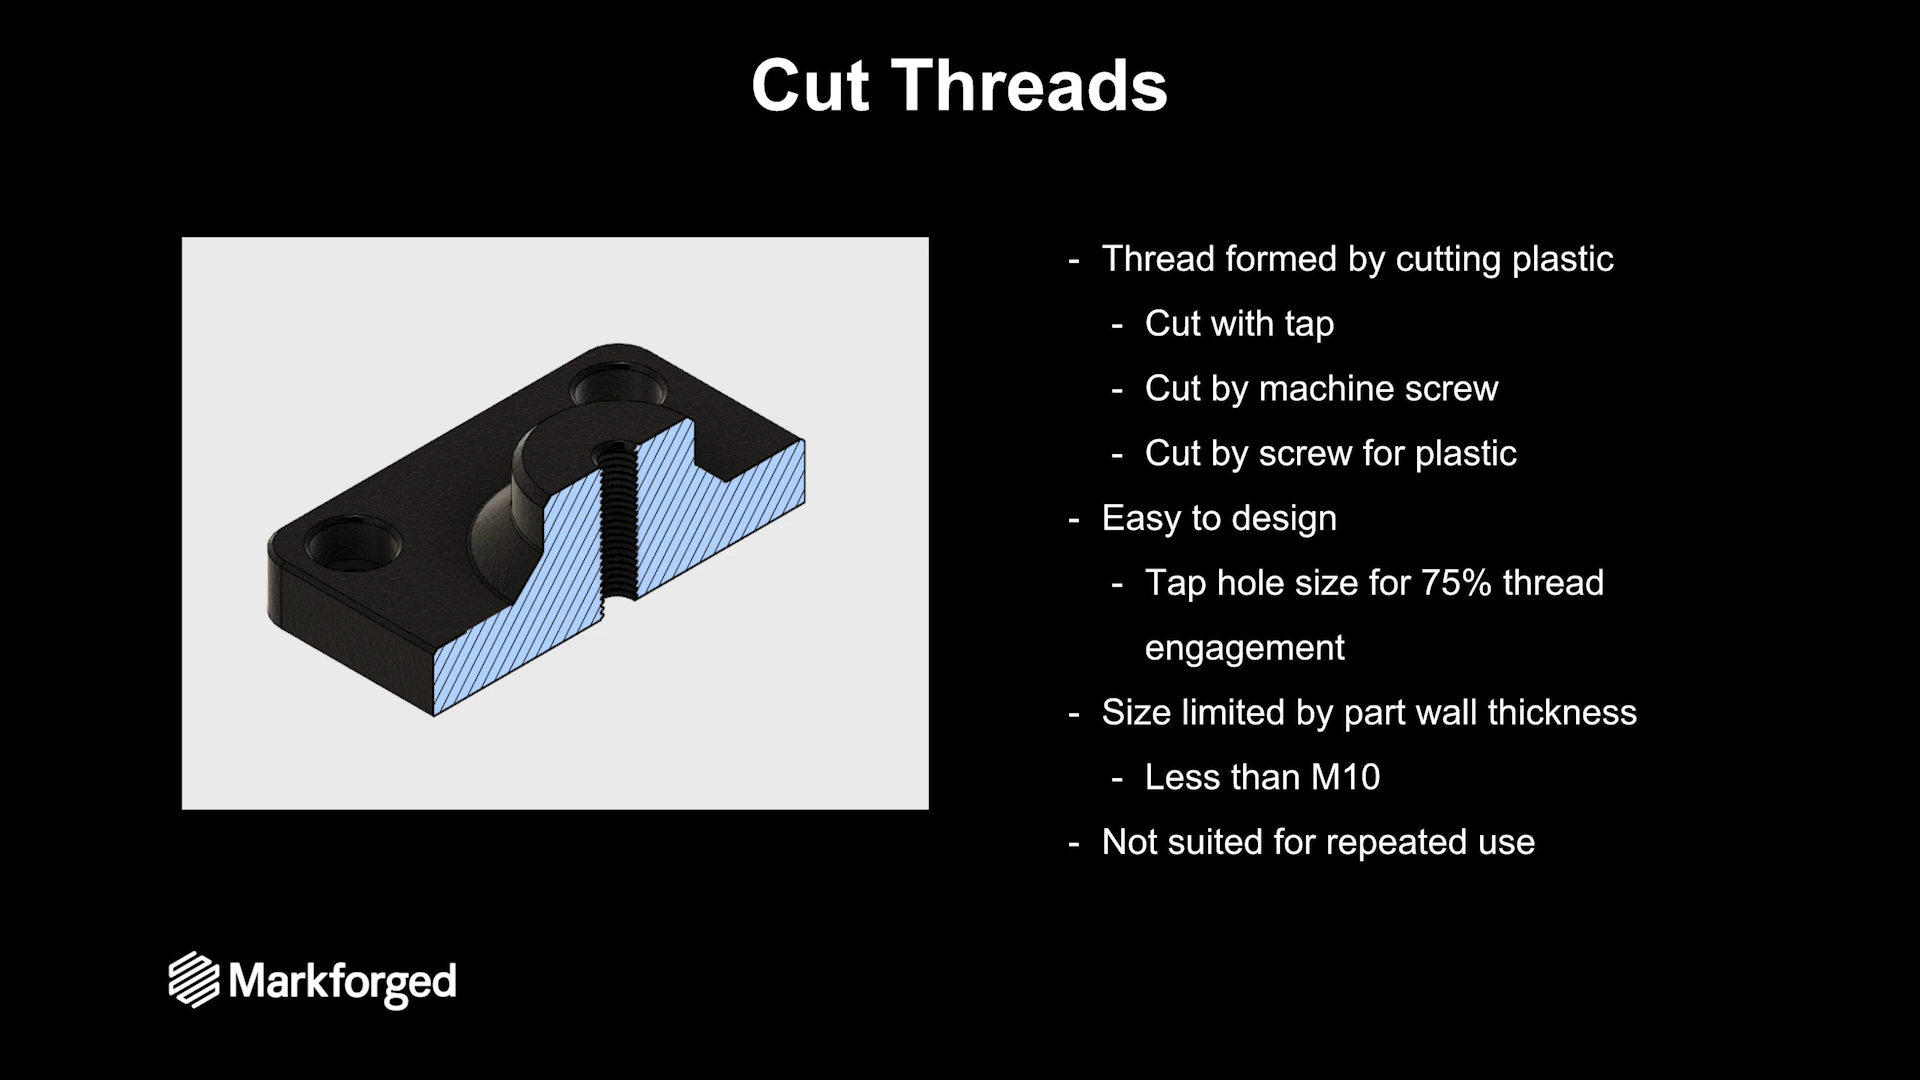 Cut Threads
- Thread formed by cutting plastic
- Cut with tap
- Cut by machine screw
- Cut by screw for plastic
- Easy to design
- Tap hole size for 75% thread
engagement
- Size limited by part wall thickness
- Less than M10
- Not suited for repeated use
Markforged